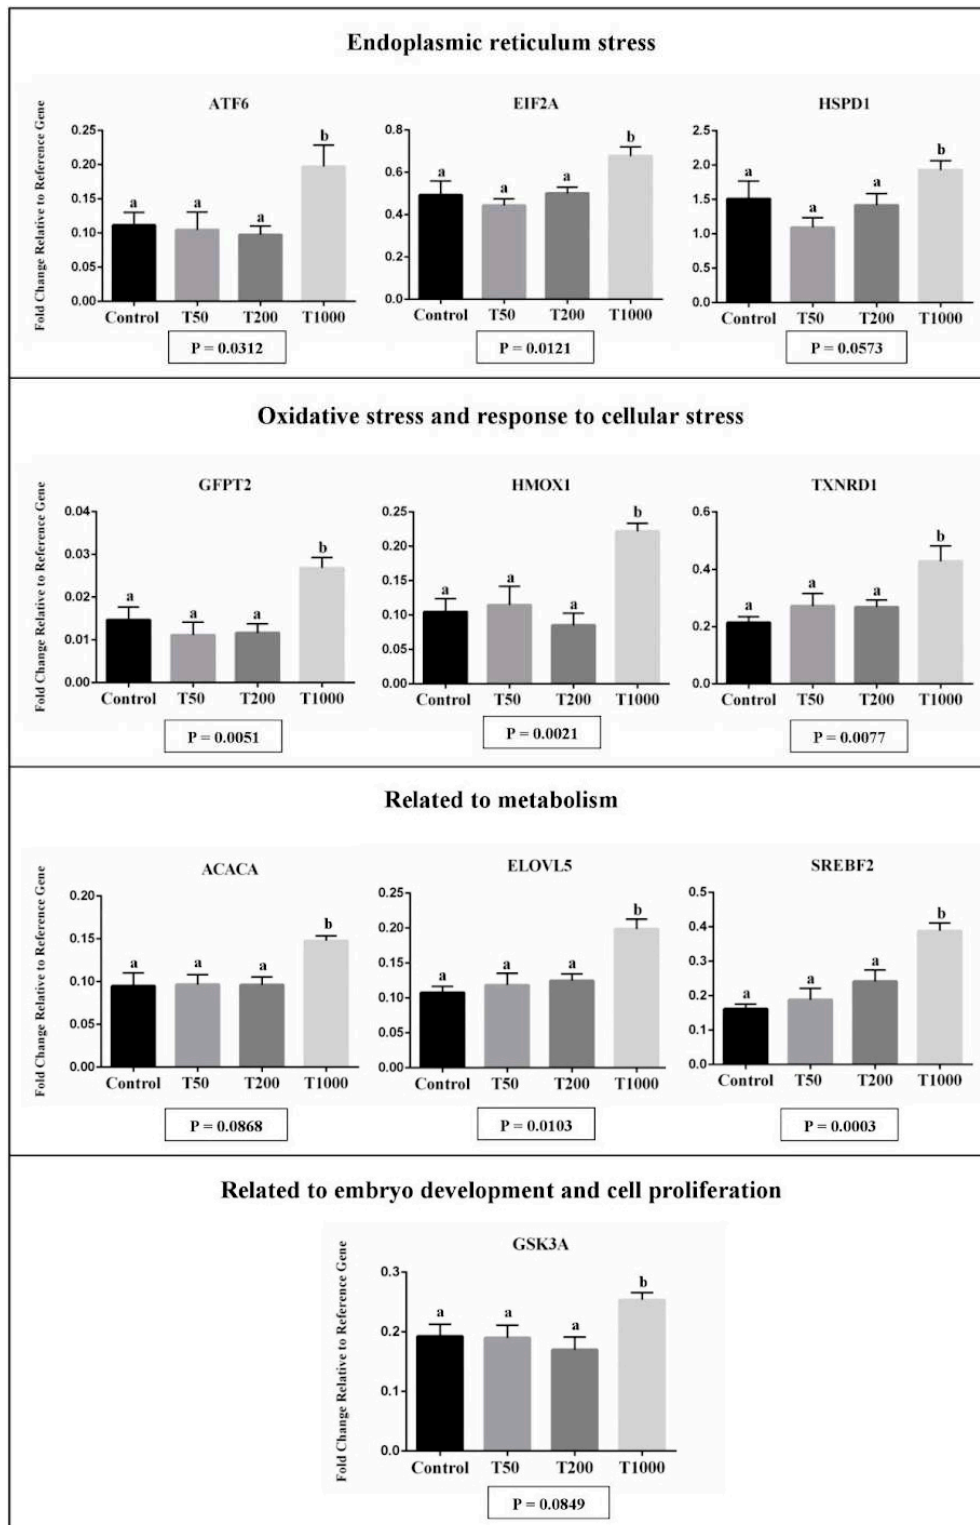 Endoplasmic reticulum stress
Fold Change Relative to Reference Gene
ATF6
0.25
0.20
0.15
0.10
0.05
0.00
a
a
a
b
Control T50 T200 T1000
P = 0.0312
EIF2A
0.8
0.6
0.4
0.2
0.0
a
a
a
b
Control T50 T200 T1000
P = 0.0121
HSPD1
2.5
2.0
1.5
1.0
0.5
0.0
a
a
a
b
Control T50 T200 T1000
P = 0.0573
Oxidative stress and response to cellular stress
Fold Change Relative to Reference Gene
GFPT2
0.04
0.03
0.02
0.01
0.00
a
a
a
b
Control T50 T200 T1000
P = 0.0051
HMOX1
0.25
0.20
0.15
0.10
0.05
0.00
a
a
a
b
Control T50 T200 T1000
P = 0.0021
TXNRD1
0.6
0.4
0.2
0.0
a
a
a
b
Control T50 T200 T1000
P = 0.0077
Related to metabolism
Fold Change Relative to Reference Gene
ACACA
0.20
0.15
0.10
0.05
0.00
a
a
a
b
Control T50 T200 T1000
P = 0.0868
ELOVL5
0.25
0.20
0.15
0.10
0.05
0.00
a
a
a
b
Control T50 T200 T1000
P = 0.0103
SREBF2
0.5
0.4
0.3
0.2
0.1
0.0
a
a
a
b
Control T50 T200 T1000
P = 0.0003
Related to embryo development and cell proliferation
Fold Change Relative to Reference Gene
GSK3A
0.3
0.2
0.1
0.0
a
a
a
b
Control T50 T200 T1000
P = 0.0849